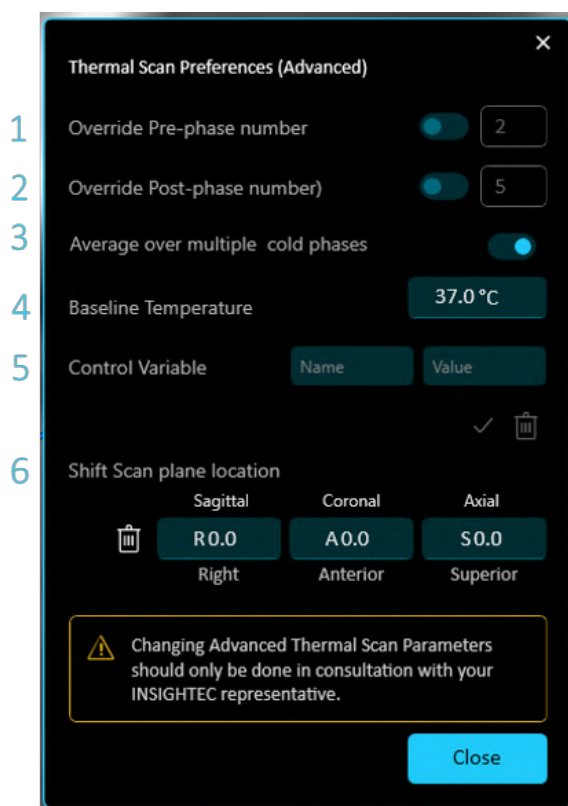 ×
Thermal Scan Preferences (Advanced)
1 Override Pre-phase number 2
2 Override Post-phase number) 5
3 Average over multiple cold phases
4 Baseline Temperature 37.0 °C
5 Control Variable Name Value
6 Shift Scan plane location
Sagittal Coronal Axial
R0.0 A0.0 S0.0
Right Anterior Superior
Changing Advanced Thermal Scan Parameters
should only be done in consultation with your
INSIGHTEC representative.
Close